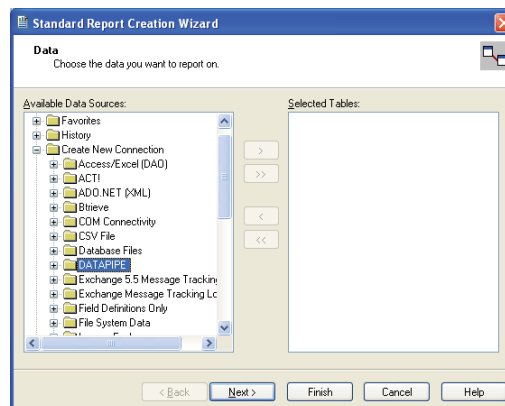 Standard Report Creation Wizard
Data
Choose the data you want to report on.
Available Data Sources:
Selected Tables:
Favorites
History
Create New Connection
Access/Excel (DAO)
ACT!
ADO.NET (XML)
Btrieve
COM Connectivity
CSV File
Database Files
DATAPIPE
Exchange 5.5 Message Tracking
Exchange Message Tracking Lo
Field Definitions Only
File System Data
>
>>
<
<<
< Back
Next >
Finish
Cancel
Help